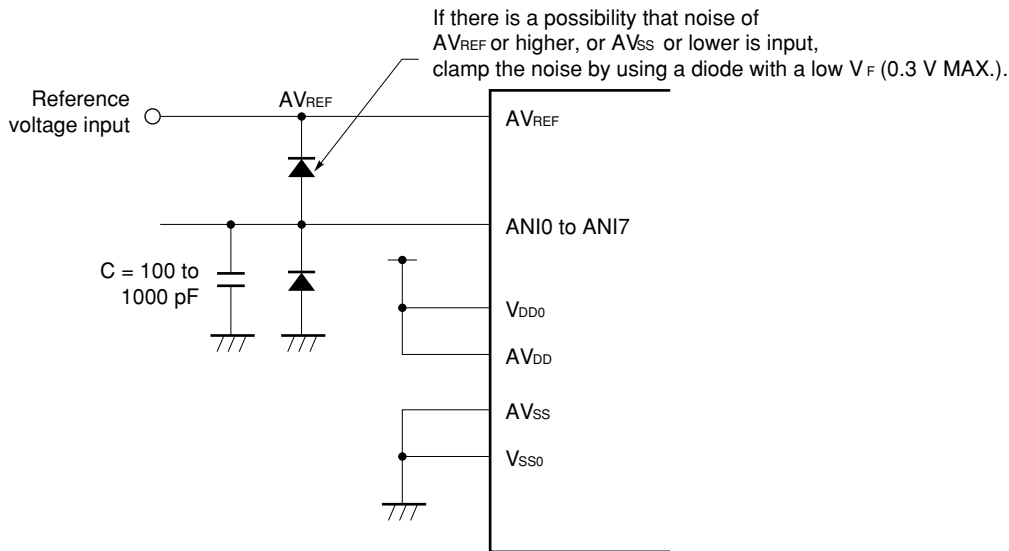 If there is a possibility that noise of
AVREF or higher, or AVSS or lower is input,
clamp the noise by using a diode with a low VF (0.3 V MAX.).
Reference
voltage input
AVREF
AVREF
ANI0 to ANI7
C = 100 to
1000 pF
VDD0
AVDD
AVSS
VSS0